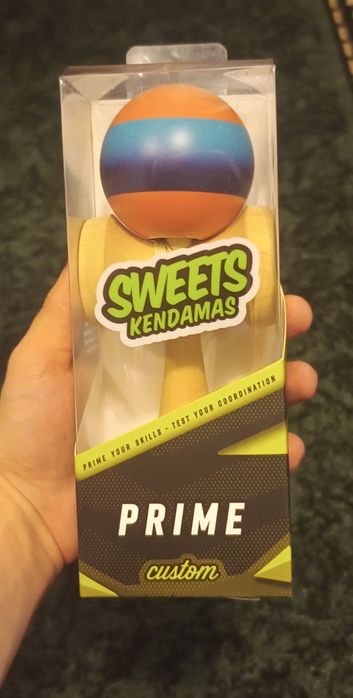 SWEETS
KENDAMAS
PRIME YOUR SKILLS - TEST YOUR COORDINATION
PRIME
custom